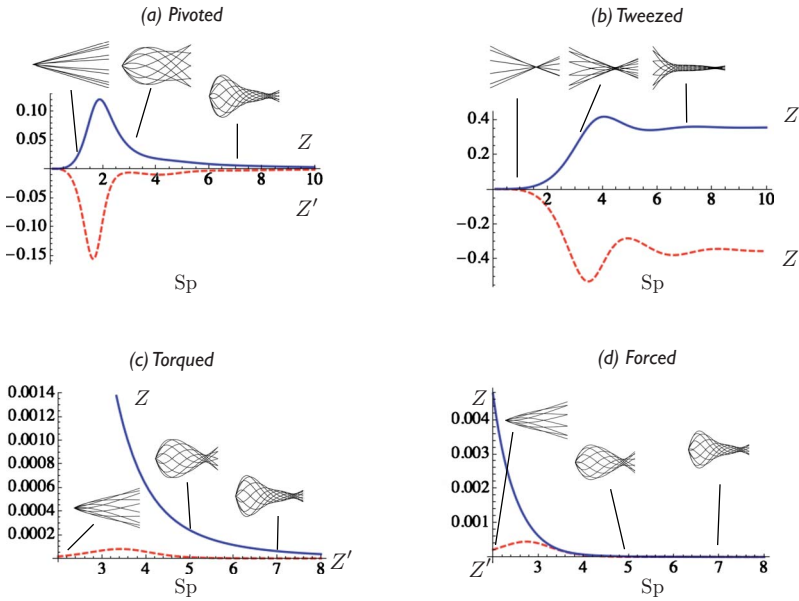 (a) Pivoted
(b) Tweezed
0.10
0.05
−0.05
−0.10
−0.15
2
4
6
8
10
Z
Z′
Sp
0.4
0.2
−0.2
−0.4
2
4
6
8
10
Z
Z
Sp
(c) Torqued
(d) Forced
0.0014
0.0012
0.0010
0.0008
0.0006
0.0004
0.0002
Z
3
4
5
6
7
8
Z′
Sp
Z
0.004
0.003
0.002
0.001
Z′
3
4
5
6
7
8
Sp